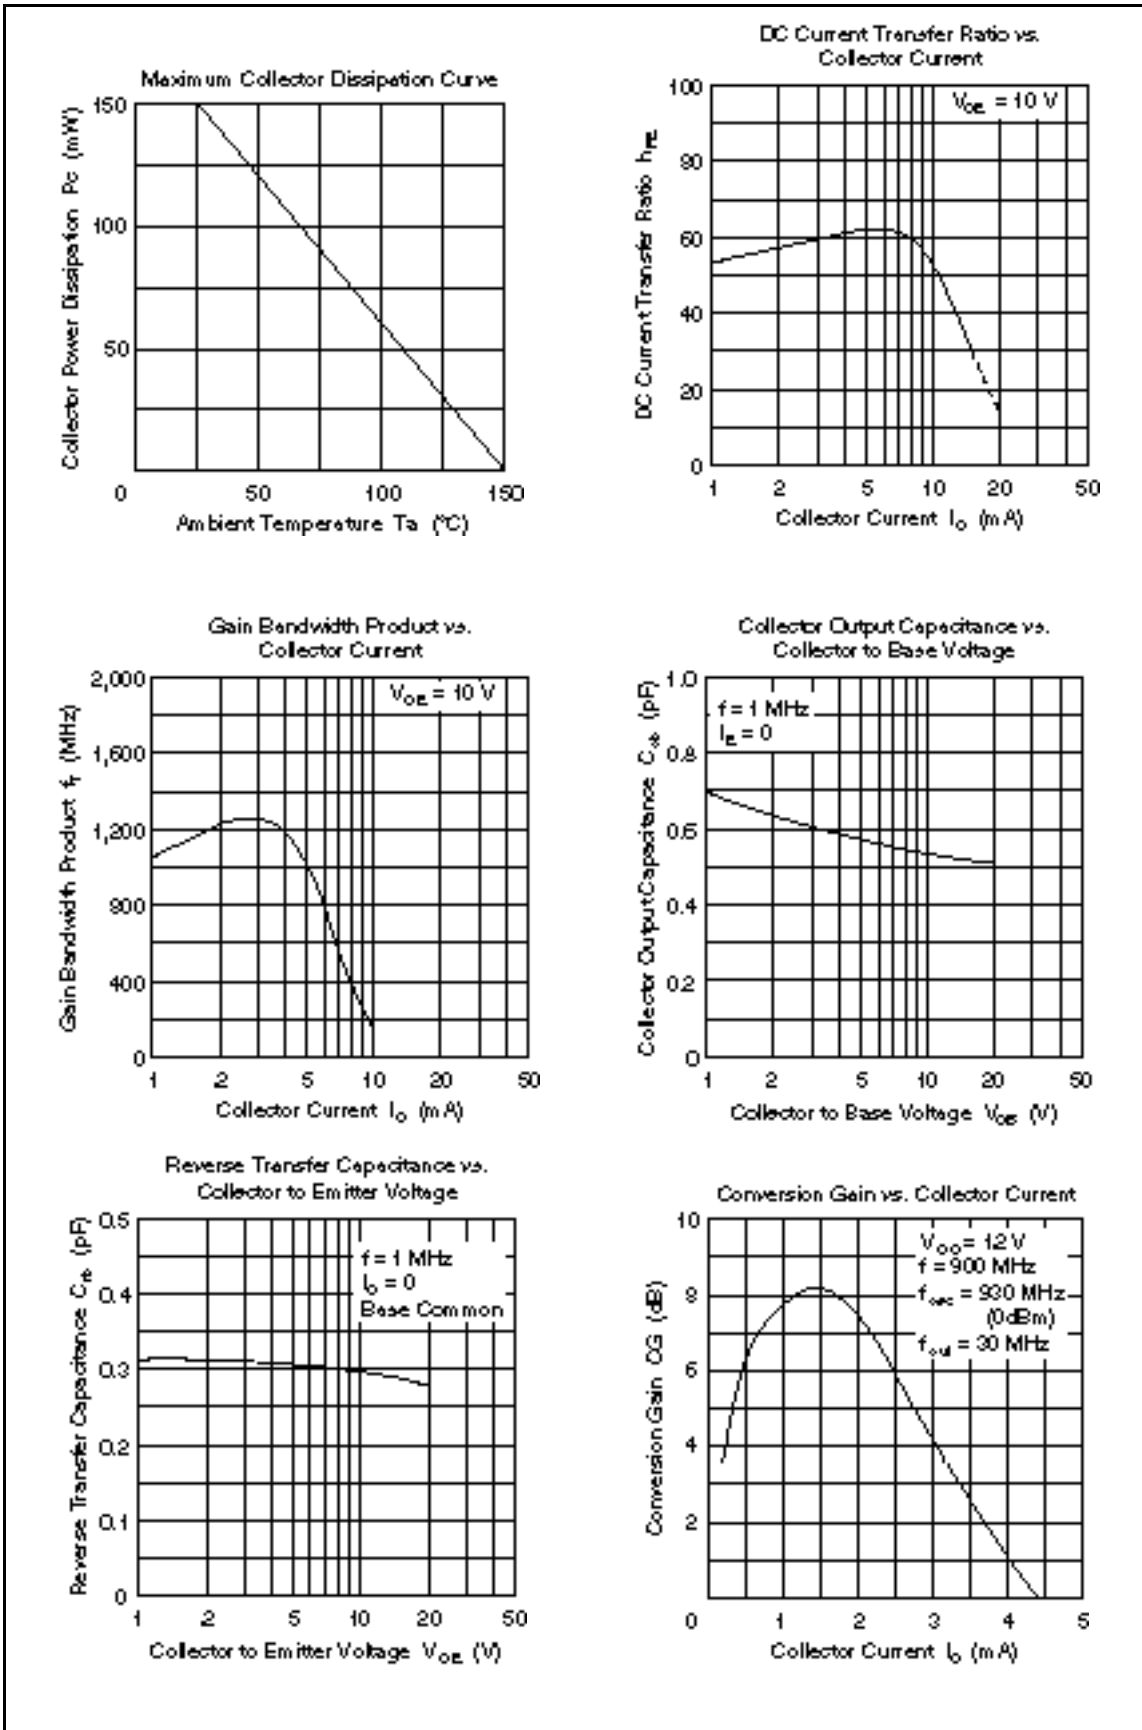 Maximum Collector Dissipation Curve
Collector Power Dissipation Pc (mW)
150
100
50
0
50
100
150
Ambient Temperature Ta (°C)
DC Current Transfer Ratio vs.
Collector Current
VCE = 10 V
DC Current Transfer Ratio hFE
100
80
60
40
20
0
1
2
5
10
20
50
Collector Current IC (mA)
Gain Bandwidth Product vs.
Collector Current
VCE = 10 V
Gain Bandwidth Product fT (MHz)
2,000
1,600
1,200
800
400
0
1
2
5
10
20
50
Collector Current IC (mA)
Collector Output Capacitance vs.
Collector to Base Voltage
f = 1 MHz
IE = 0
Collector Output Capacitance Cob (pF)
1.0
0.8
0.6
0.4
0.2
0
1
2
5
10
20
50
Collector to Base Voltage VCB (V)
Reverse Transfer Capacitance vs.
Collector to Emitter Voltage
f = 1 MHz
IC = 0
Base Common
Reverse Transfer Capacitance Crb (pF)
0.5
0.4
0.3
0.2
0.1
0
1
2
5
10
20
50
Collector to Emitter Voltage VCE (V)
Conversion Gain vs. Collector Current
VCC = 12 V
f = 900 MHz
fosc = 930 MHz
(0dBm)
fout = 30 MHz
Conversion Gain CG (dB)
10
8
6
4
2
0
1
2
3
4
5
Collector Current IC (mA)